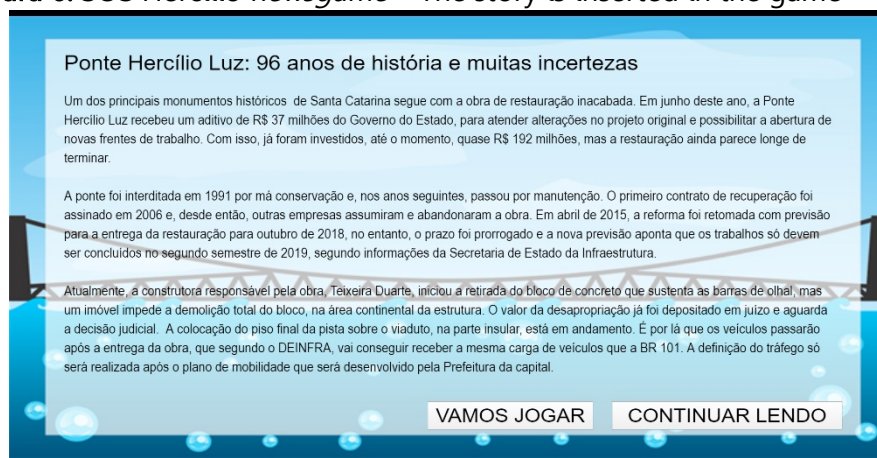 SOS Hercílio newsgame – The story is inserted in the game
Ponte Hercílio Luz: 96 anos de história e muitas incertezas
Um dos principais monumentos históricos de Santa Catarina segue com a obra de restauração inacabada. Em junho deste ano, a Ponte
Hercílio Luz recebeu um aditivo de R$ 37 milhões do Governo do Estado, para atender alterações no projeto original e possibilitar a abertura de
novas frentes de trabalho. Com isso, já foram investidos, até o momento, quase R$ 192 milhões, mas a restauração ainda parece longe de
terminar.
A ponte foi interditada em 1991 por má conservação e, nos anos seguintes, passou por manutenção. O primeiro contrato de recuperação foi
assinado em 2006 e, desde então, outras empresas assumiram e abandonaram a obra. Em abril de 2015, a reforma foi retomada com previsão
para a entrega da restauração para outubro de 2018, no entanto, o prazo foi prorrogado e a nova previsão aponta que os trabalhos só devem
ser concluídos no segundo semestre de 2019, segundo informações da Secretaria de Estado da Infraestrutura.
Atualmente, a construtora responsável pela obra, Teixeira Duarte, iniciou a retirada do bloco de concreto que sustenta as barras de olhal, mas
um imóvel impede a demolição total do bloco, na área continental da estrutura. O valor da desapropriação já foi depositado em juízo e aguarda
a decisão judicial. A colocação do piso final da pista sobre o viaduto, na parte insular, está em andamento. É por lá que os veículos passarão
após a entrega da obra, que segundo o DEINFRA, vai conseguir receber a mesma carga de veículos que a BR 101. A definição do tráfego só
será realizada após o plano de mobilidade que será desenvolvido pela Prefeitura da capital.
VAMOS JOGAR CONTINUAR LENDO